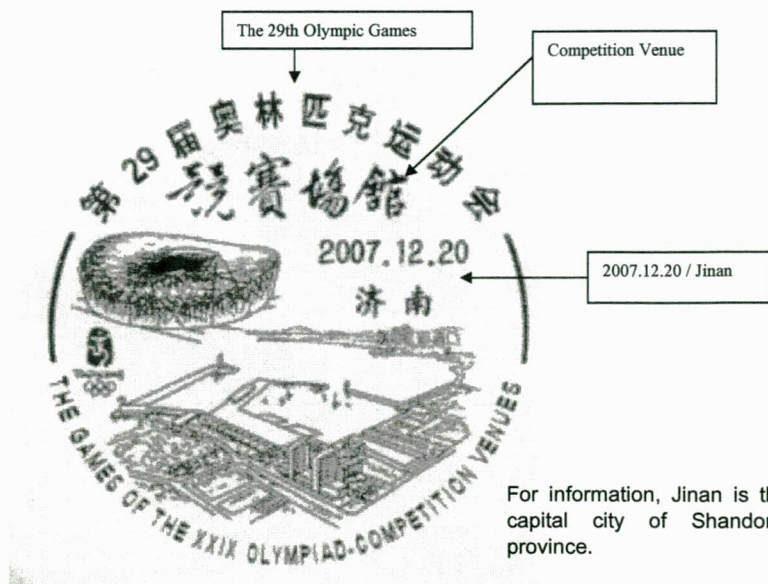 The 29th Olympic Games
Competition Venue
第29届奥林匹克运动会
競賽場館
2007.12.20
济南
2007.12.20 / Jinan
THE GAMES OF THE XXIX OLYMPIAD-COMPETITION VENUES
For information, Jinan is
capital city of
province.